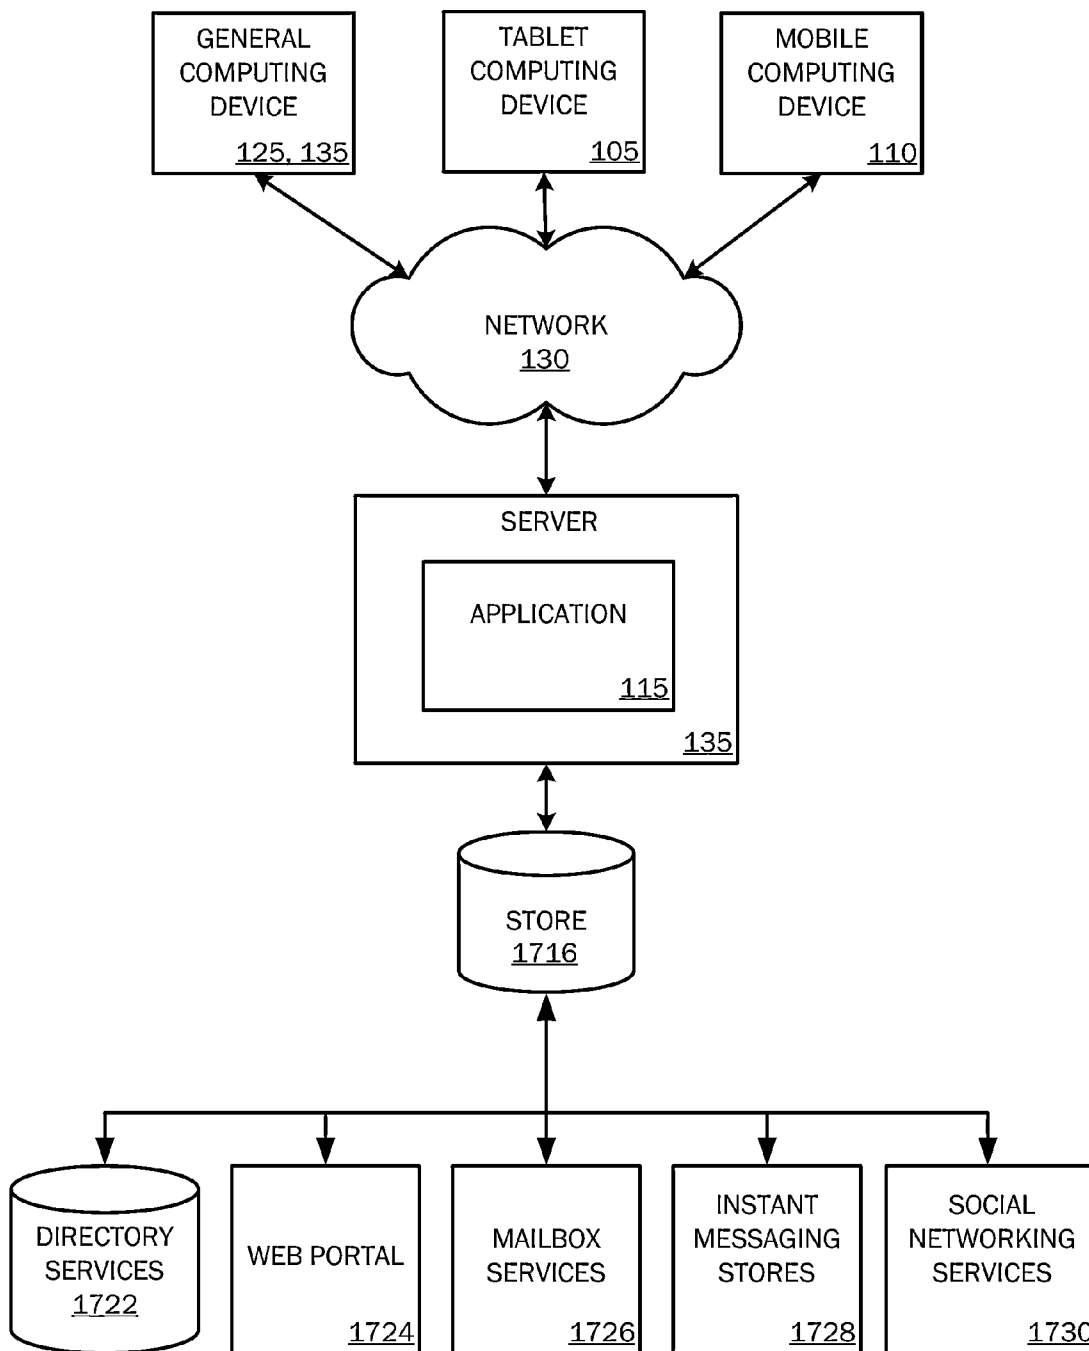 GENERAL
COMPUTING
DEVICE
125, 135
TABLET
COMPUTING
DEVICE
105
MOBILE
COMPUTING
DEVICE
110
NETWORK
130
SERVER
APPLICATION
115
135
STORE
1716
DIRECTORY
SERVICES
1722
WEB PORTAL
1724
MAILBOX
SERVICES
1726
INSTANT
MESSAGING
STORES
1728
SOCIAL
NETWORKING
SERVICES
1730